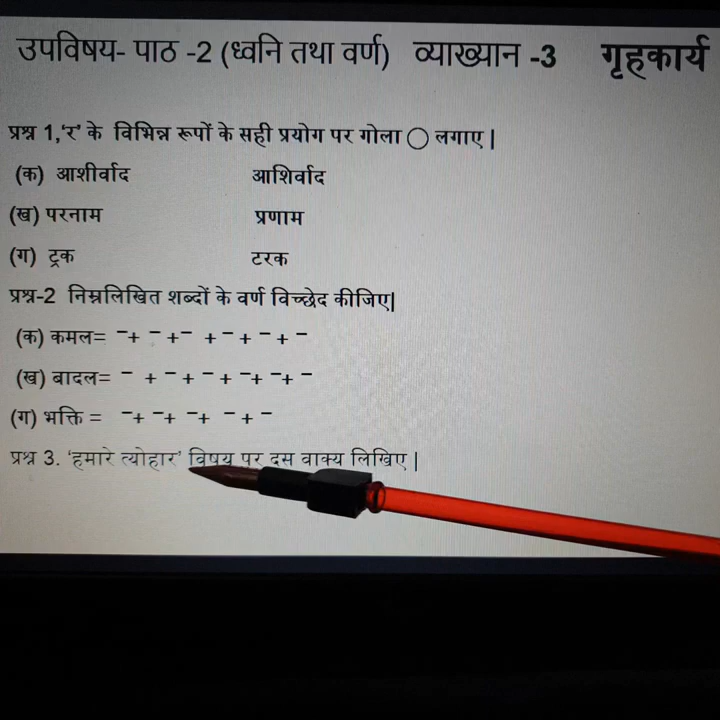 उपविषय- पाठ -2 (ध्वनि तथा वर्ण) व्याख्यान -3 गृहकार्य
प्रश्न 1,‘र’ के विभिन्न रूपों के सही प्रयोग पर गोला ◯ लगाए |
(क) आशीर्वाद आशिर्वाद
(ख) परनाम प्रणाम
(ग) ट्रक टरक
प्रश्न-2 निम्नलिखित शब्दों के वर्ण विच्छेद कीजिए|
(क) कमल= – + – + – + – + – + –
(ख) बादल= – + – + – + – + – + –
(ग) भक्ति = – + – + – + – + –
प्रश्न 3. ‘हमारे त्योहार’ विषय पर दस वाक्य लिखिए |